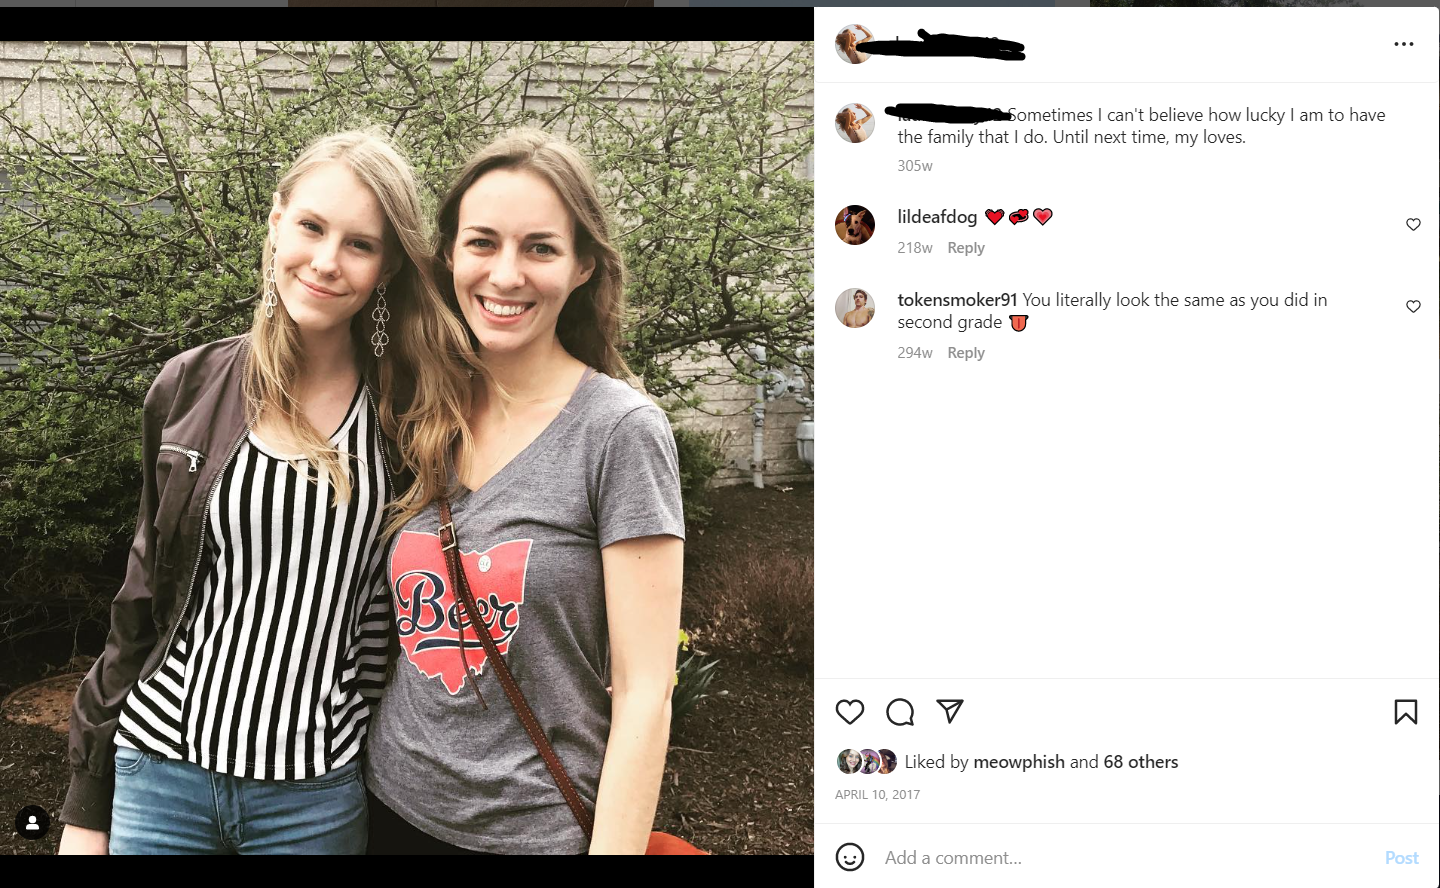 Sometimes I can't believe how lucky I am to have
the family that I do. Until next time, my loves.
305w
lildeafdog ❤️💞💗
218w Reply
tokensmoker91 You literally look the same as you did in
second grade 👅
294w Reply
Beer
Liked by meowphish and 68 others
APRIL 10, 2017
Add a comment...
Post